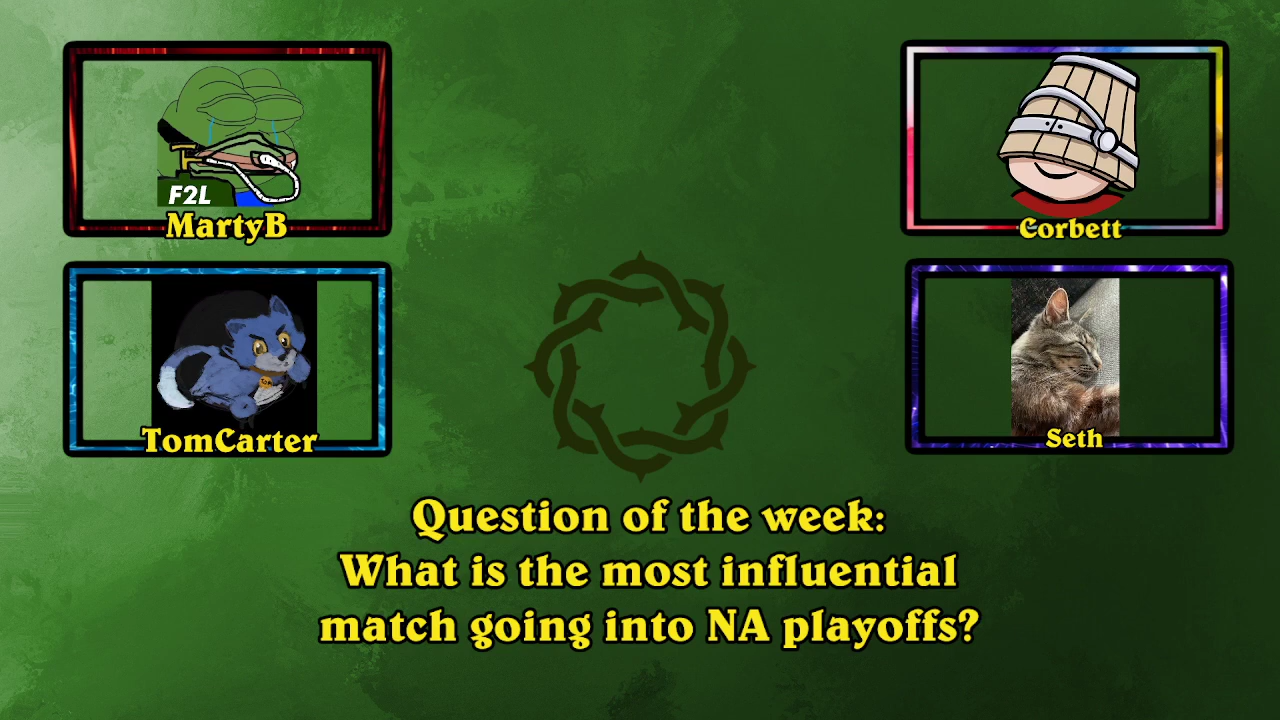 F2L
MartyB
Corbett
TomCarter
Seth
Question of the week:
What is the most influential
match going into NA playoffs?